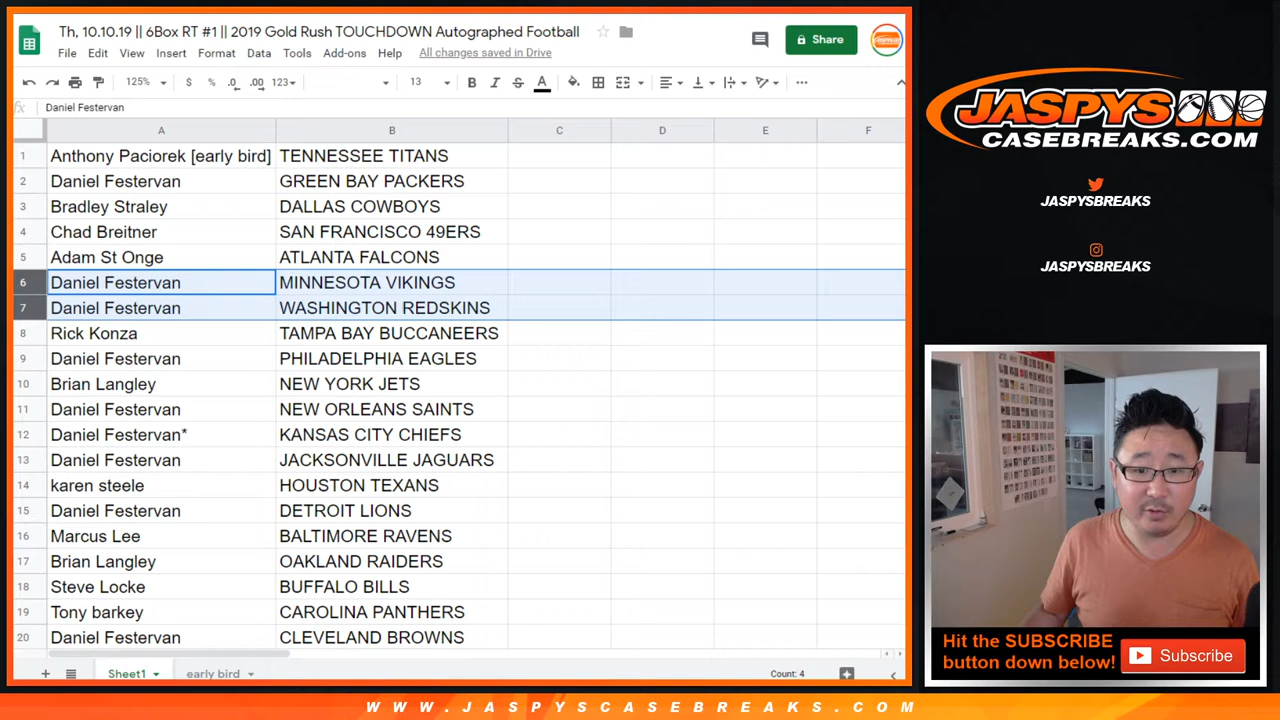 Th, 10.10.19 || 6Box RT #1 || 2019 Gold Rush TOUCHDOWN Autographed Football
File Edit View Insert Format Data Tools Add-ons Help All changes saved in Drive
Share
125% $ % .0 .00 123 13 B I S A
fx Daniel Festervan
A B C D E F
1 Anthony Paciorek [early bird] TENNESSEE TITANS
2 Daniel Festervan GREEN BAY PACKERS
3 Bradley Straley DALLAS COWBOYS
4 Chad Breitner SAN FRANCISCO 49ERS
5 Adam St Onge ATLANTA FALCONS
6 Daniel Festervan MINNESOTA VIKINGS
7 Daniel Festervan WASHINGTON REDSKINS
8 Rick Konza TAMPA BAY BUCCANEERS
9 Daniel Festervan PHILADELPHIA EAGLES
10 Brian Langley NEW YORK JETS
11 Daniel Festervan NEW ORLEANS SAINTS
12 Daniel Festervan* KANSAS CITY CHIEFS
13 Daniel Festervan JACKSONVILLE JAGUARS
14 karen steele HOUSTON TEXANS
15 Daniel Festervan DETROIT LIONS
16 Marcus Lee BALTIMORE RAVENS
17 Brian Langley OAKLAND RAIDERS
18 Steve Locke BUFFALO BILLS
19 Tony barkey CAROLINA PANTHERS
20 Daniel Festervan CLEVELAND BROWNS
Sheet1 early bird Count: 4
JASPYS
CASEBREAKS.COM
JASPYSBREAKS
JASPYSBREAKS
Hit the SUBSCRIBE
button down below!
Subscribe
WWW.JASPYSCASEBREAKS.COM